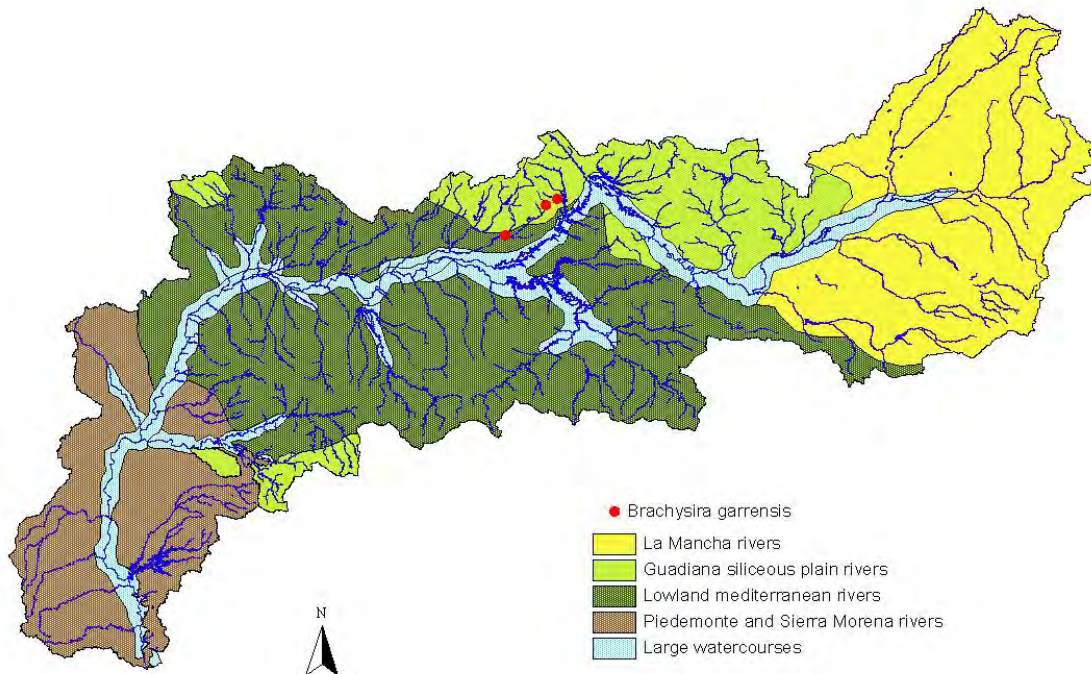 Brachysira garrensis
La Mancha rivers
Guadiana siliceous plain rivers
Lowland mediterranean rivers
Piedemonte and Sierra Morena rivers
N
Large watercourses